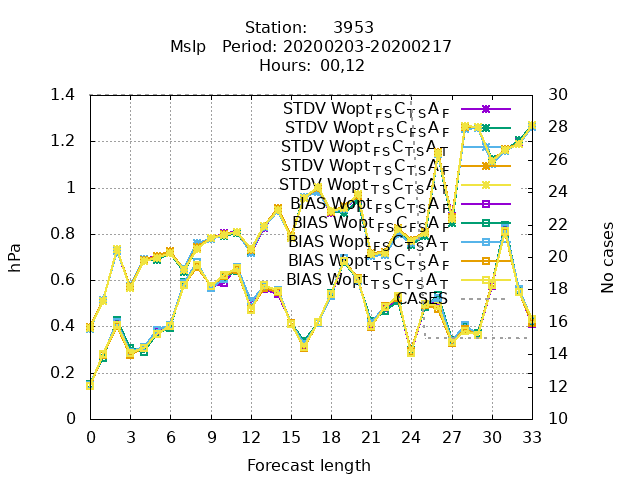 Station: 3953
Mslp Period: 20200203-20200217
Hours: 00,12
hPa
No cases
1.4
1.2
1
0.8
0.6
0.4
0.2
0
30
28
26
24
22
20
18
16
14
12
10
STDV Wopt FS C TS A F
STDV Wopt FS C FS A F
STDV Wopt FS C TS A T
STDV Wopt TS C TS A F
STDV Wopt TS C TS A T
BIAS Wopt FS C TS A F
BIAS Wopt FS C FS A F
BIAS Wopt FS C TS A T
BIAS Wopt TS C TS A F
BIAS Wopt TS C TS A T
CASES
0 3 6 9 12 15 18 21 24 27 30 33
Forecast length